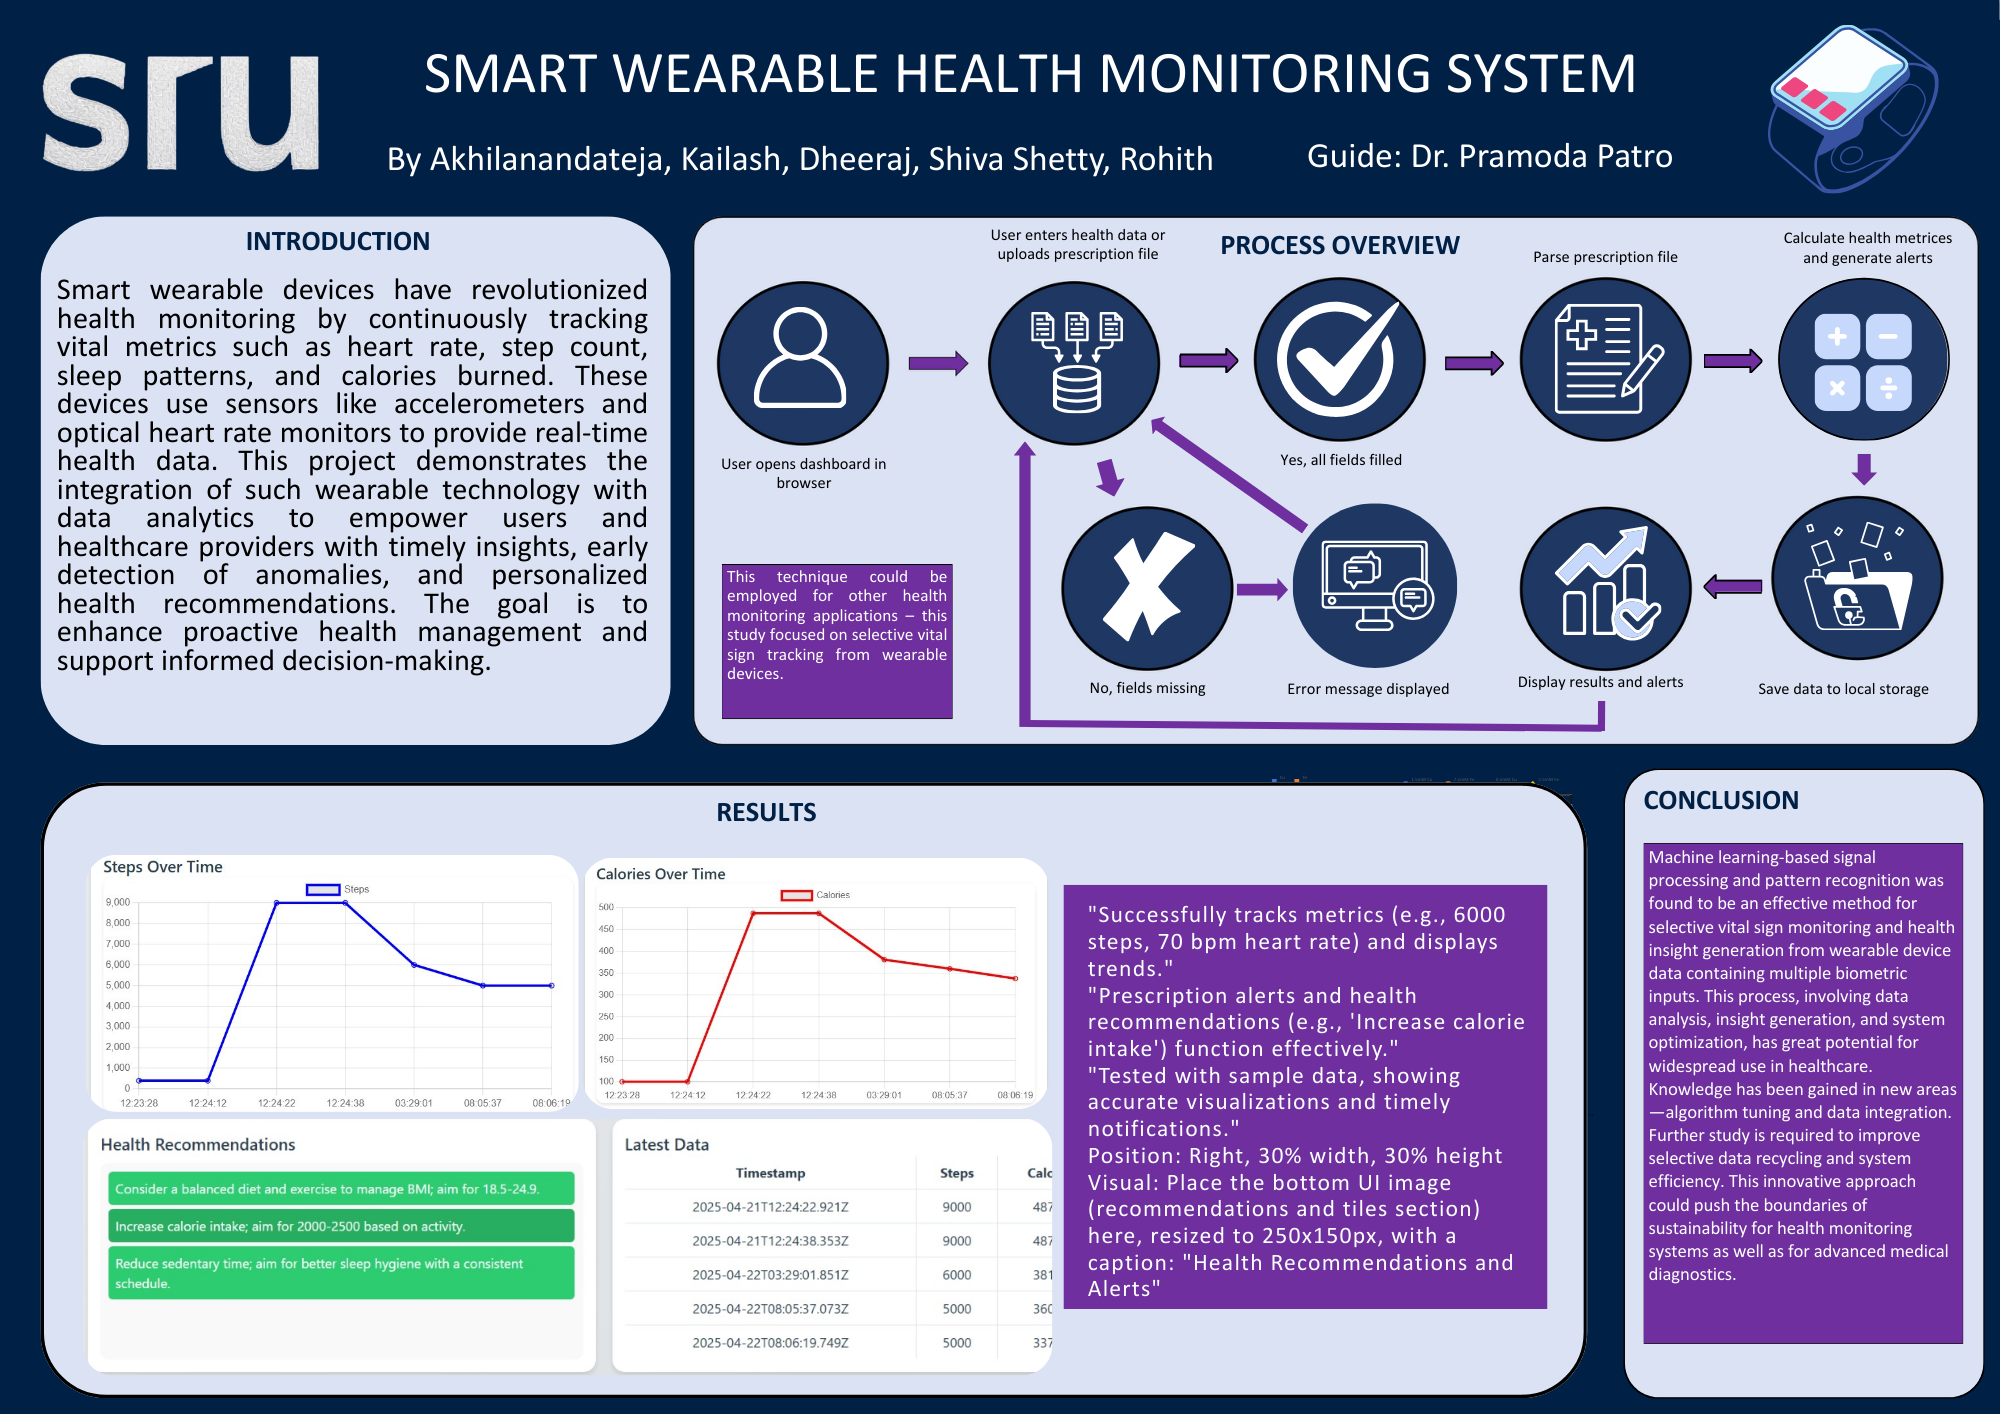 sru
SMART WEARABLE HEALTH MONITORING SYSTEM
By Akhilanandateja, Kailash, Dheeraj, Shiva Shetty, Rohith
Guide: Dr. Pramoda Patro
INTRODUCTION
Smart wearable devices have revolutionized
health monitoring by continuously tracking
vital metrics such as heart rate, step count,
sleep patterns, and calories burned. These
devices use sensors like accelerometers and
optical heart rate monitors to provide real-time
health data. This project demonstrates the
integration of such wearable technology with
data analytics to empower users and
healthcare providers with timely insights, early
detection of anomalies, and personalized
health recommendations. The goal is to
enhance proactive health management and
support informed decision-making.
PROCESS OVERVIEW
User opens dashboard in
browser
User enters health data or
uploads prescription file
Yes, all fields filled
Parse prescription file
Calculate health metrics
and generate alerts
No, fields missing
Error message displayed
Display results and alerts
Save data to local storage
This technique could be
employed for other health
monitoring applications – this
study focused on selective vital
sign tracking from wearable
devices.
RESULTS
Steps Over Time
Steps
9,000
8,000
7,000
6,000
5,000
4,000
3,000
2,000
1,000
0
12:23:28 12:24:12 12:24:22 12:24:38 03:29:01 08:05:37 08:06:19
Calories Over Time
Calories
500
450
400
350
300
250
200
150
100
12:23:28 12:24:12 12:24:22 12:24:38 03:29:01 08:05:37 08:06:19
Health Recommendations
Consider a balanced diet and exercise to manage BMI; aim for 18.5-24.9.
Increase calorie intake; aim for 2000-2500 based on activity.
Reduce sedentary time; aim for better sleep hygiene with a consistent
schedule.
Latest Data
Timestamp Steps Calc
2025-04-21T12:24:22.921Z 9000 487
2025-04-21T12:24:38.353Z 9000 487
2025-04-22T03:29:01.851Z 6000 381
2025-04-22T08:05:37.073Z 5000 360
2025-04-22T08:06:19.749Z 5000 337
"Successfully tracks metrics (e.g., 6000
steps, 70 bpm heart rate) and displays
trends."
"Prescription alerts and health
recommendations (e.g., 'Increase calorie
intake') function effectively."
"Tested with sample data, showing
accurate visualizations and timely
notifications."
Position: Right, 30% width, 30% height
Visual: Place the bottom UI image
(recommendations and tiles section)
here, resized to 250x150px, with a
caption: "Health Recommendations and
Alerts"
CONCLUSION
Machine learning-based signal
processing and pattern recognition was
found to be an effective method for
selective vital sign monitoring and health
insight generation from wearable device
data containing multiple biometric
inputs. This process, involving data
analysis, insight generation, and system
optimization, has great potential for
widespread use in healthcare.
Knowledge has been gained in new areas
—algorithm tuning and data integration.
Further study is required to improve
selective data recycling and system
efficiency. This innovative approach
could push the boundaries of
sustainability for health monitoring
systems as well as for advanced medical
diagnostics.